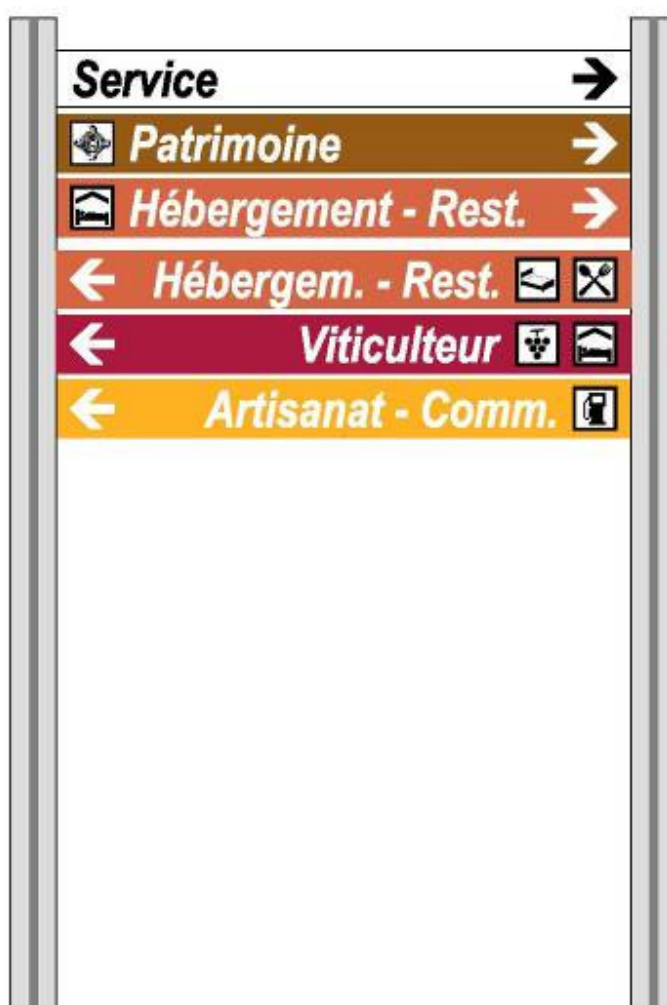 Service
Patrimoine
Hébergement - Rest.
Hébergem. - Rest.
Viticulteur
Artisanat - Comm.